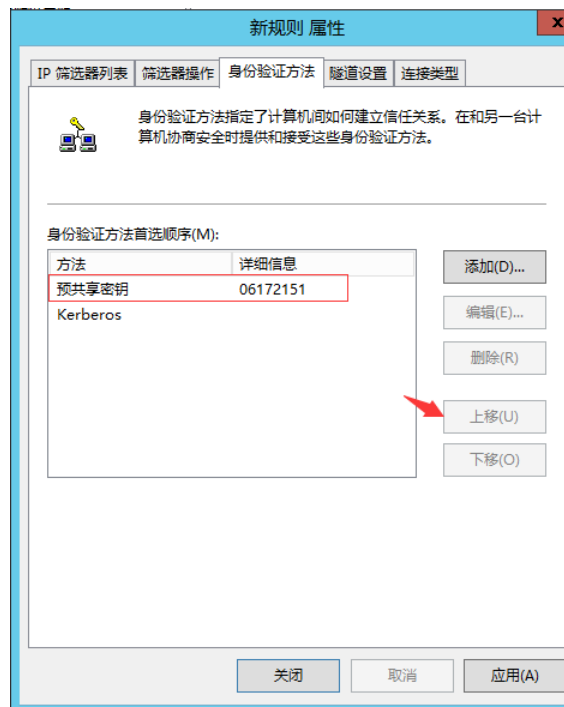 新规则 属性
x
IP 筛选器列表 筛选器操作 身份验证方法 隧道设置 连接类型
身份验证方法指定了计算机间如何建立信任关系。在和另一台计
算机协商安全时提供和接受这些身份验证方法。
身份验证方法首选顺序(M):
方法 详细信息
预共享密钥 06172151
Kerberos
添加(D)...
编辑(E)...
删除(R)
上移(U)
下移(O)
关闭 取消 应用(A)